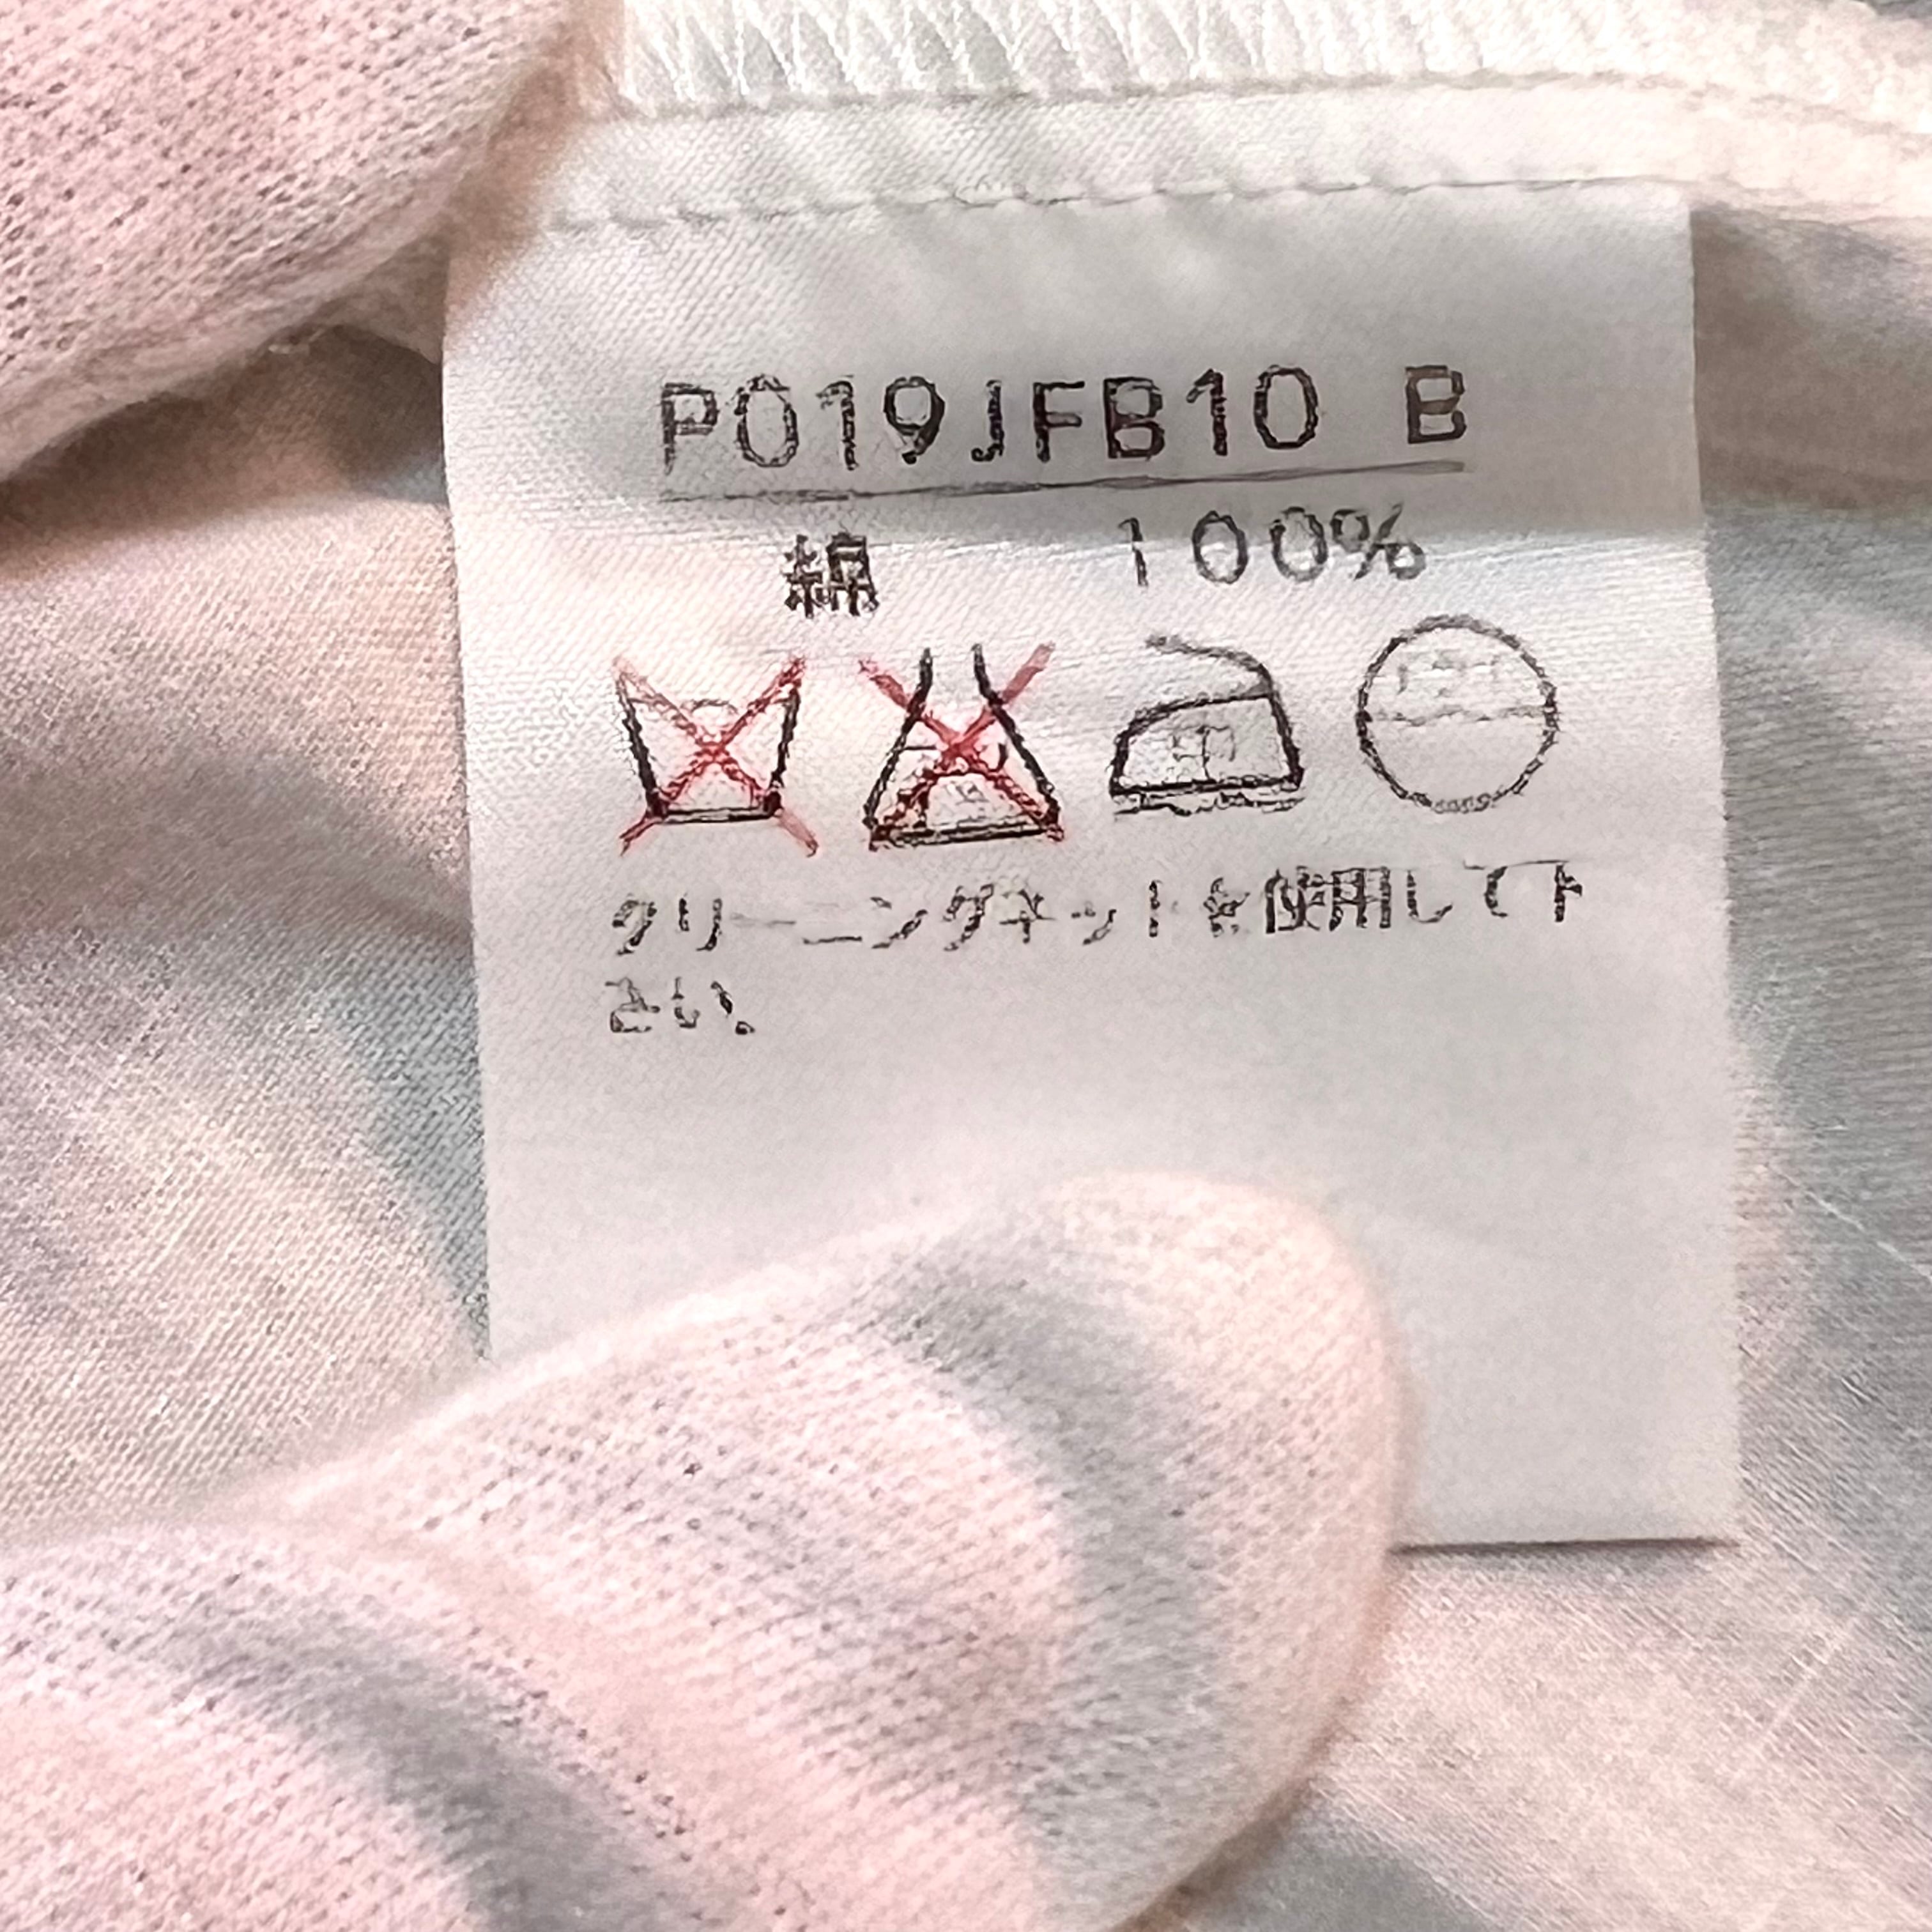 P019JFB10 B
綿 100%
中
クリーニングネットを使用して下
さい。